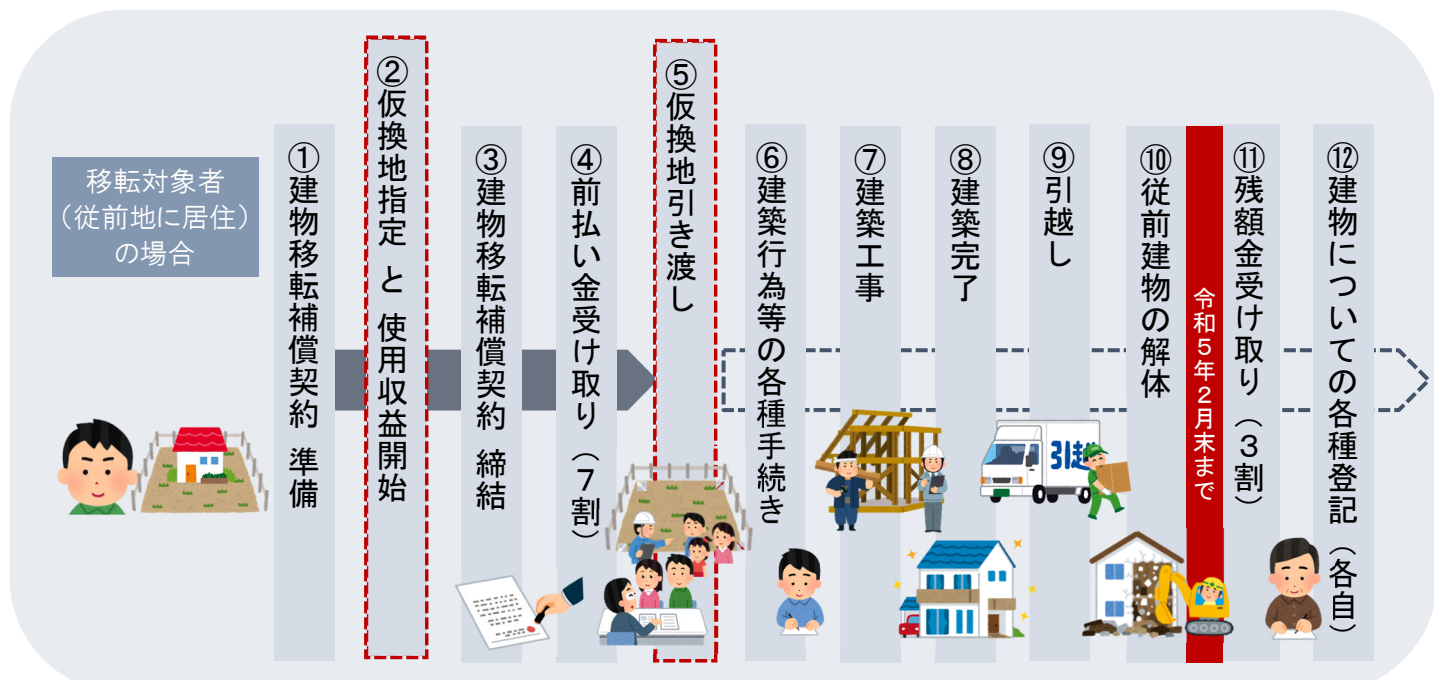 移転対象者
（従前地に居住）
の場合
①建物移転補償契約 準備
②仮換地指定 と 使用収益開始
③建物移転補償契約 締結
④前払い金受け取り（7割）
⑤仮換地引き渡し
⑥建築行為等の各種手続き
⑦建築工事
⑧建築完了
⑨引越し
引越
⑩従前建物の解体
令和5年2月末まで
⑪残額金受け取り（3割）
⑫建物についての各種登記（各自）